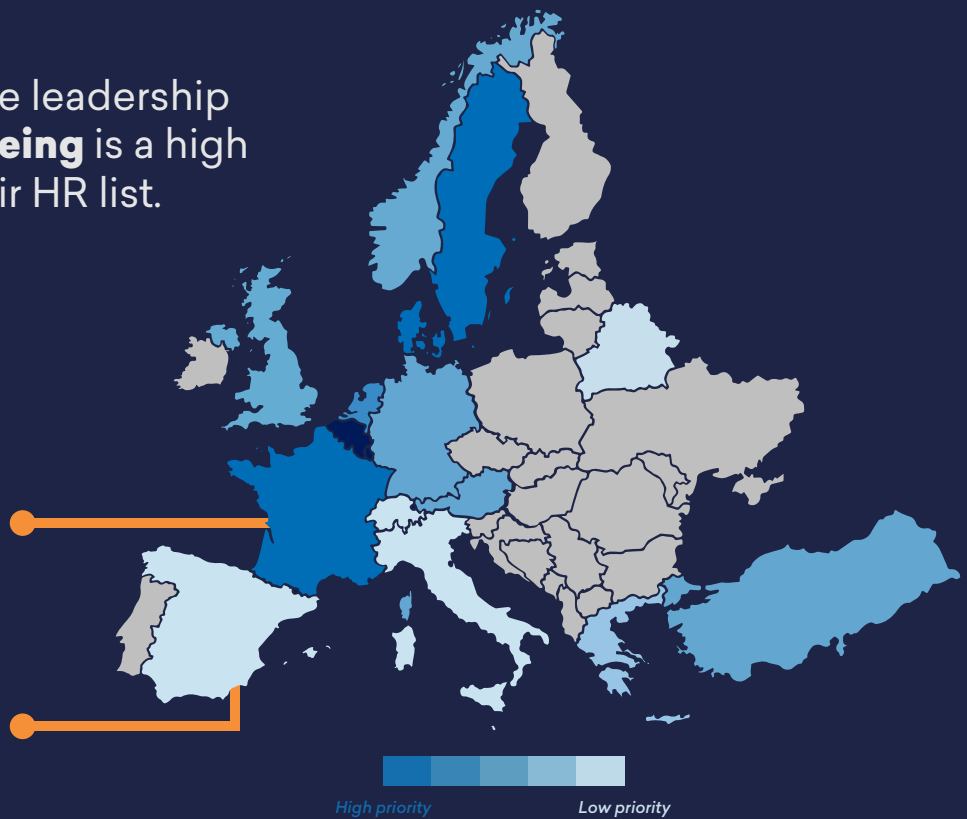 e leadership
eing is a high
ir HR list.
High priority
Low priority